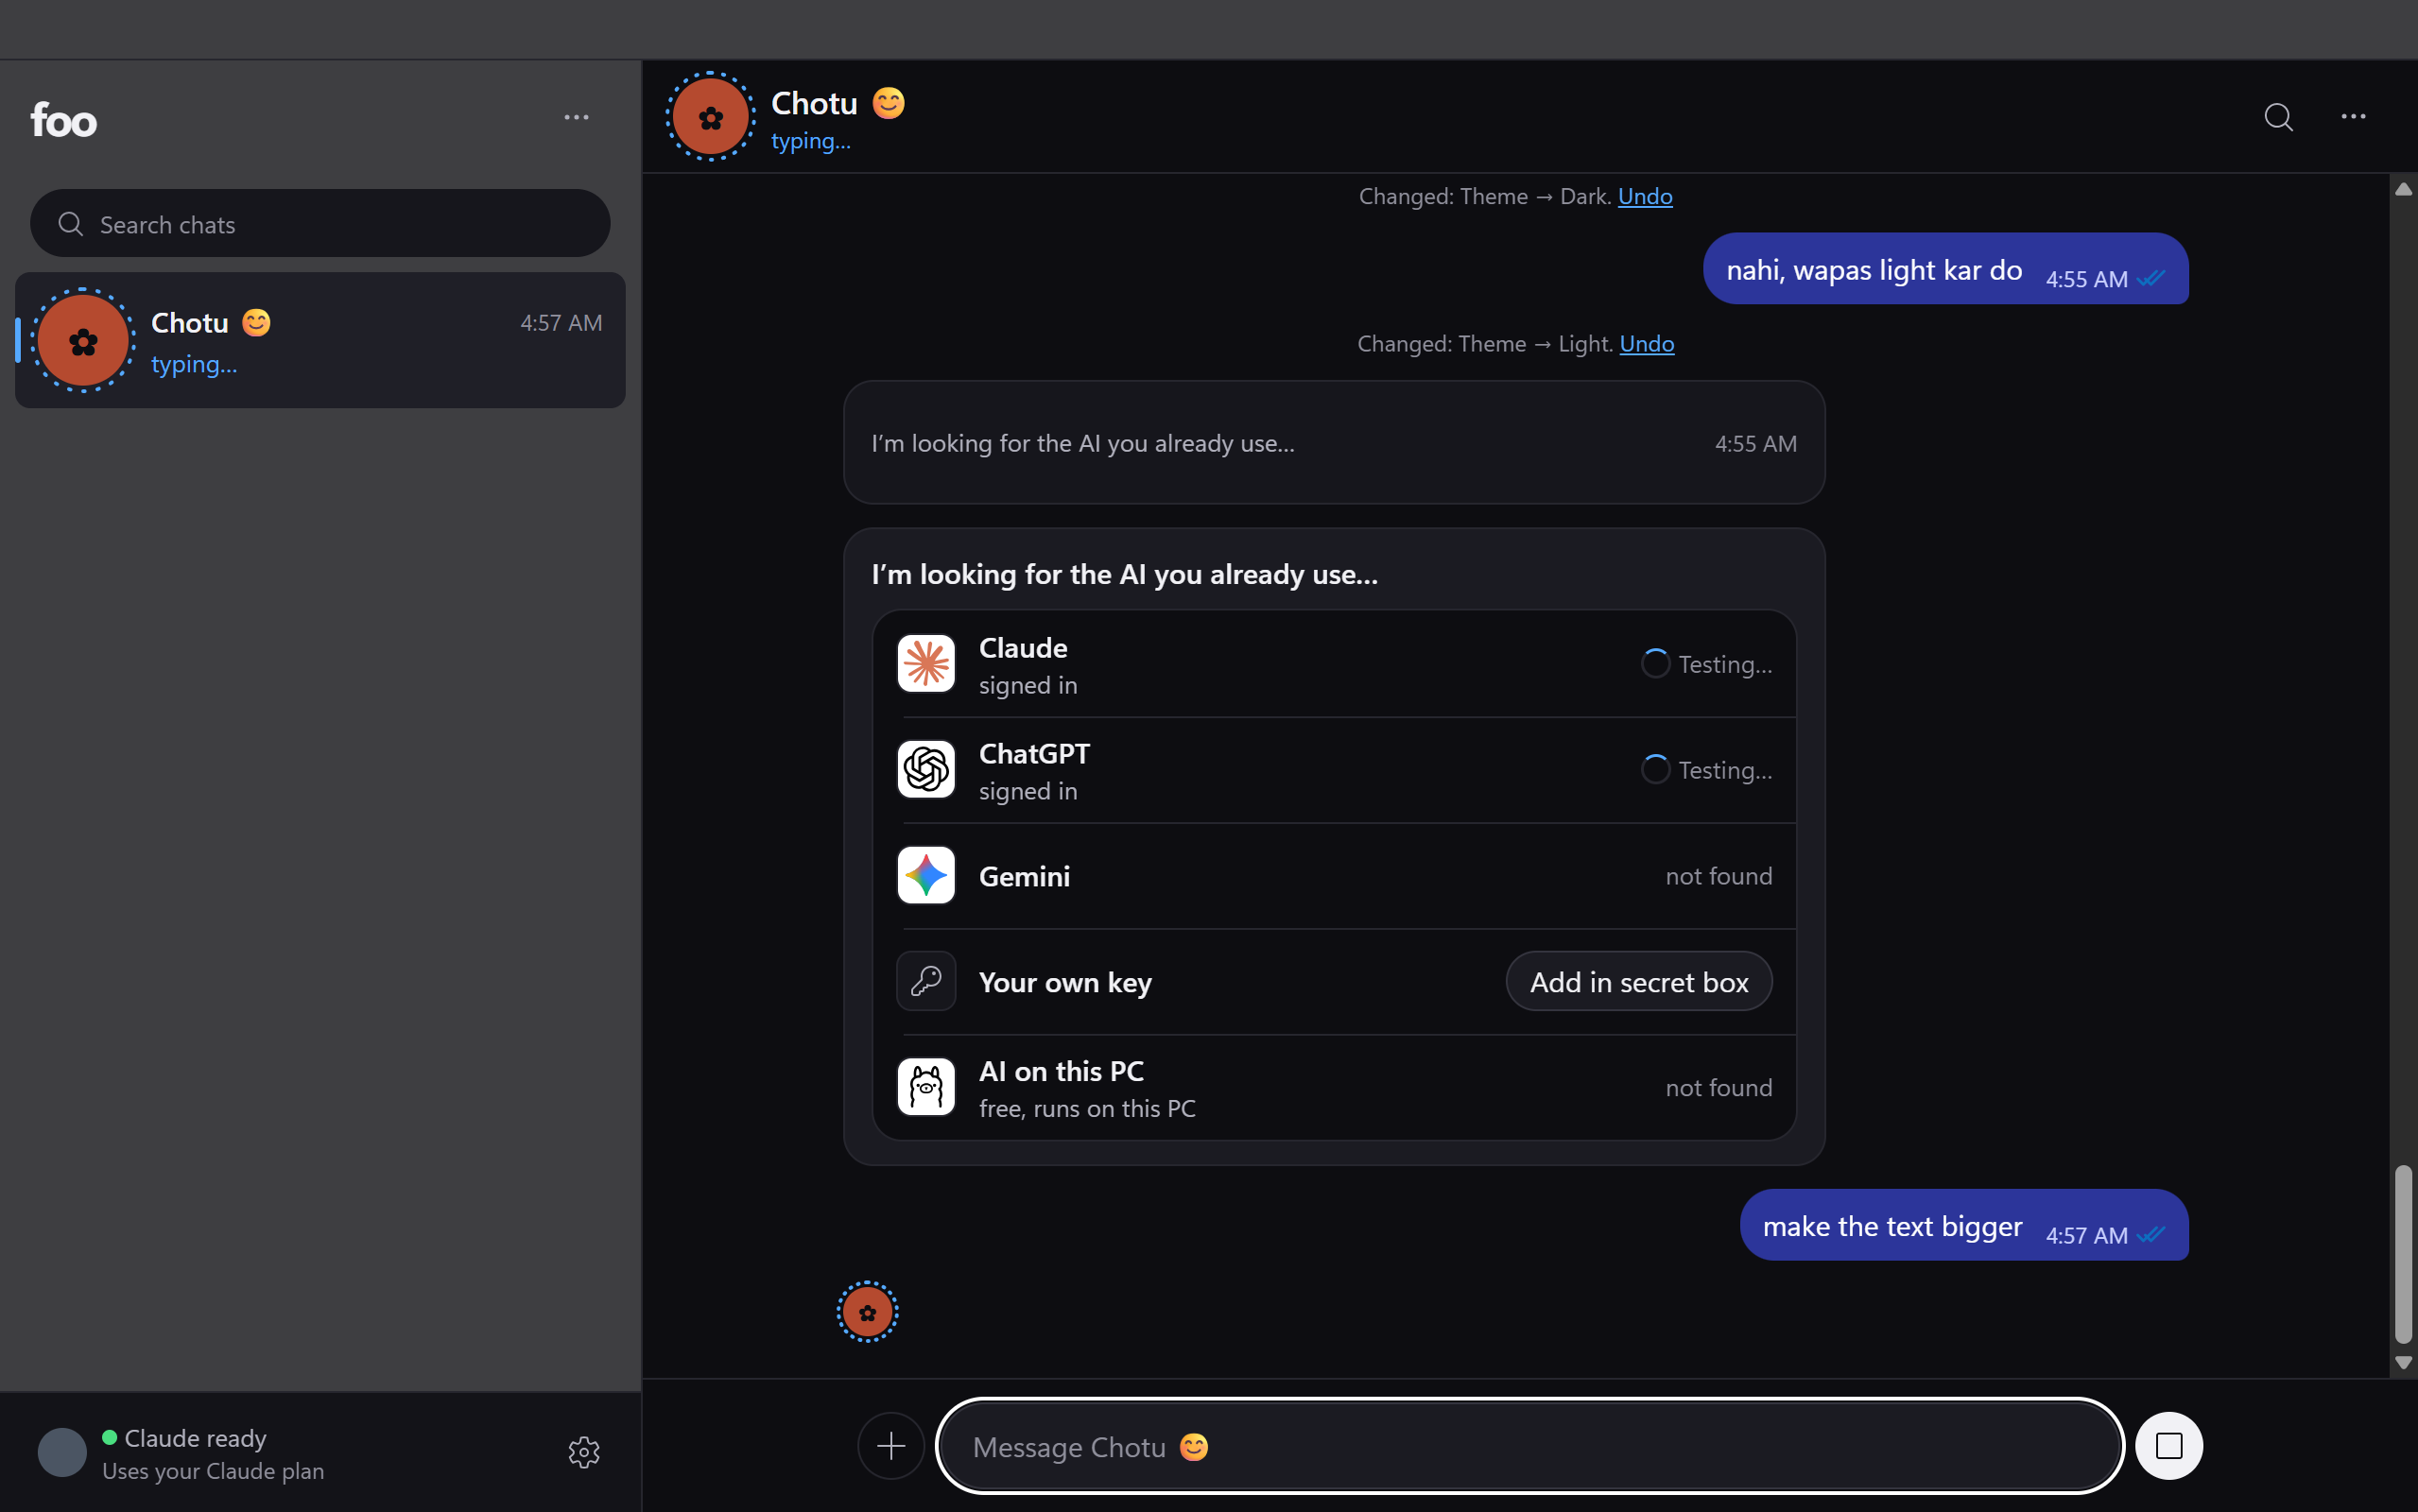 foo
...
Search chats
Chotu 😊
4:57 AM
typing...
Claude ready
Uses your Claude plan
Chotu 😊
typing...
...
Changed: Theme → Dark. Undo
nahi, wapas light kar do 4:55 AM
Changed: Theme → Light. Undo
I’m looking for the AI you already use... 4:55 AM
I’m looking for the AI you already use...
Claude
signed in
Testing...
ChatGPT
signed in
Testing...
Gemini
not found
Your own key
Add in secret box
AI on this PC
free, runs on this PC
not found
make the text bigger 4:57 AM
Message Chotu 😊